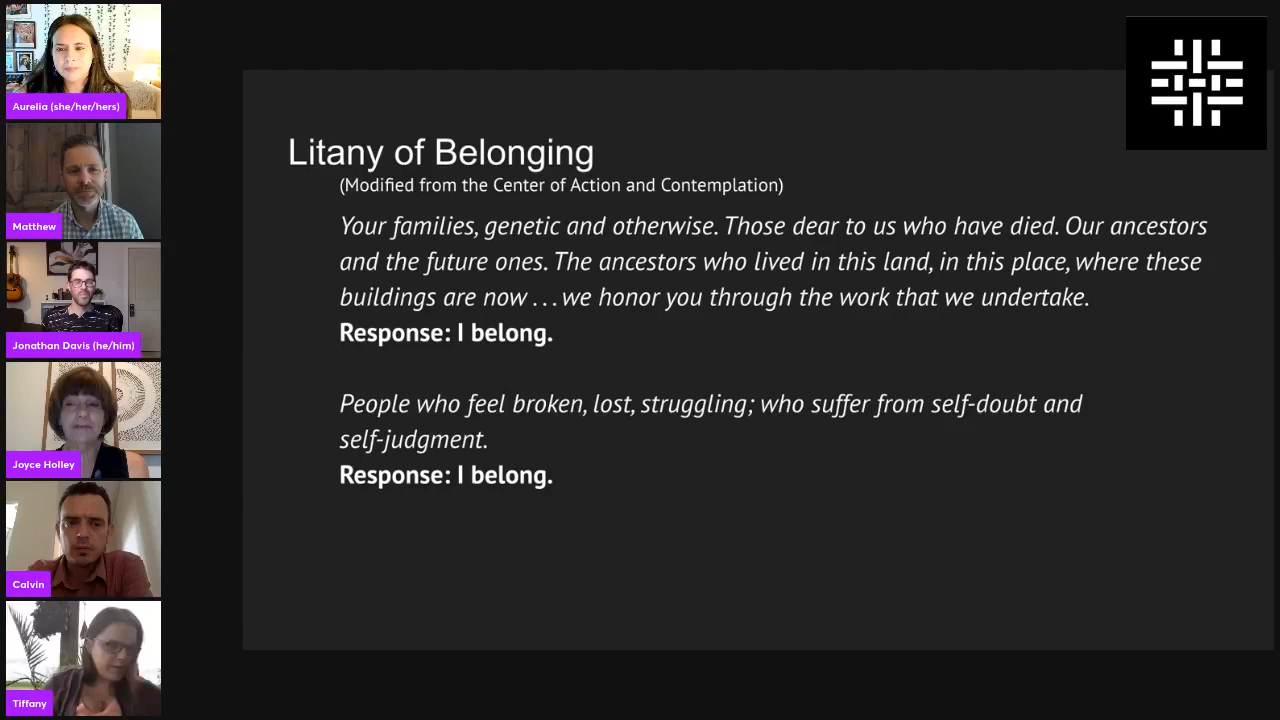 Aurelia (she/her/hers)
Matthew
Jonathan Davis (he/him)
Joyce Holley
Calvin
Tiffany
Litany of Belonging
(Modified from the Center of Action and Contemplation)
Your families, genetic and otherwise. Those dear to us who have died. Our ancestors
and the future ones. The ancestors who lived in this land, in this place, where these
buildings are now . . . we honor you through the work that we undertake.
Response: I belong.
People who feel broken, lost, struggling; who suffer from self-doubt and
self-judgment.
Response: I belong.